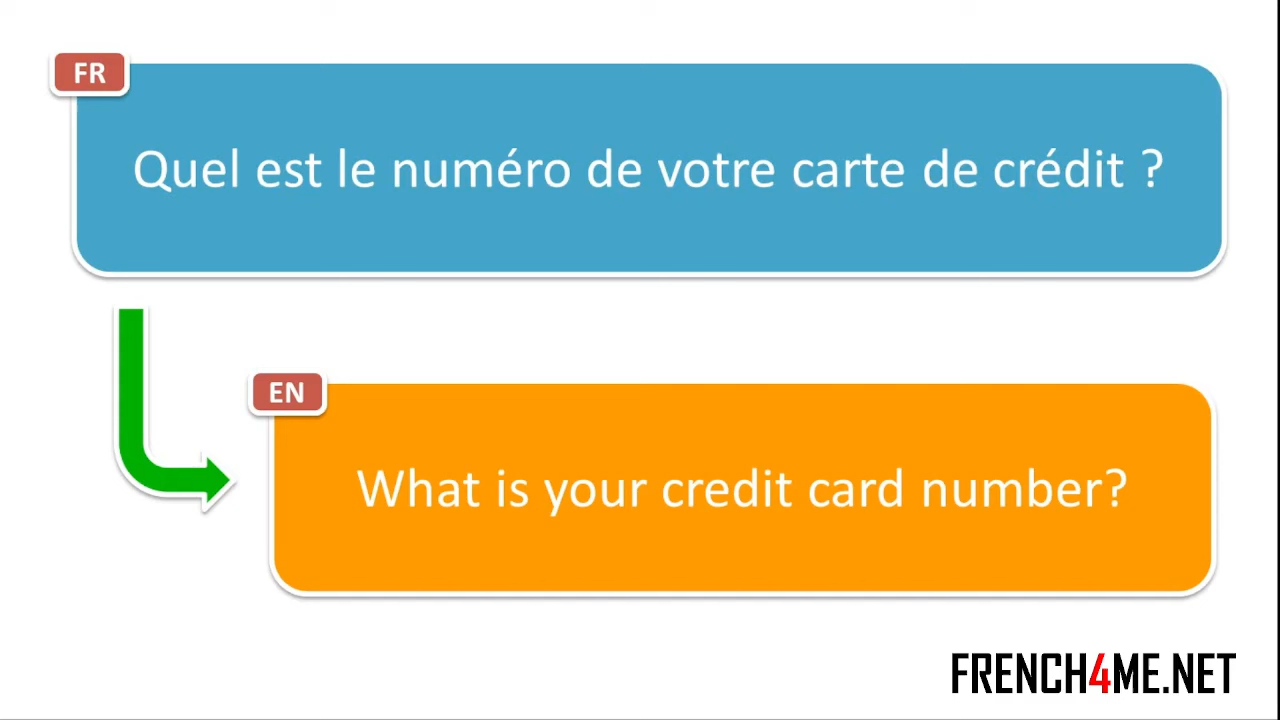 FR
Quel est le numéro de votre carte de crédit ?
EN
What is your credit card number?
FRENCH4ME.NET